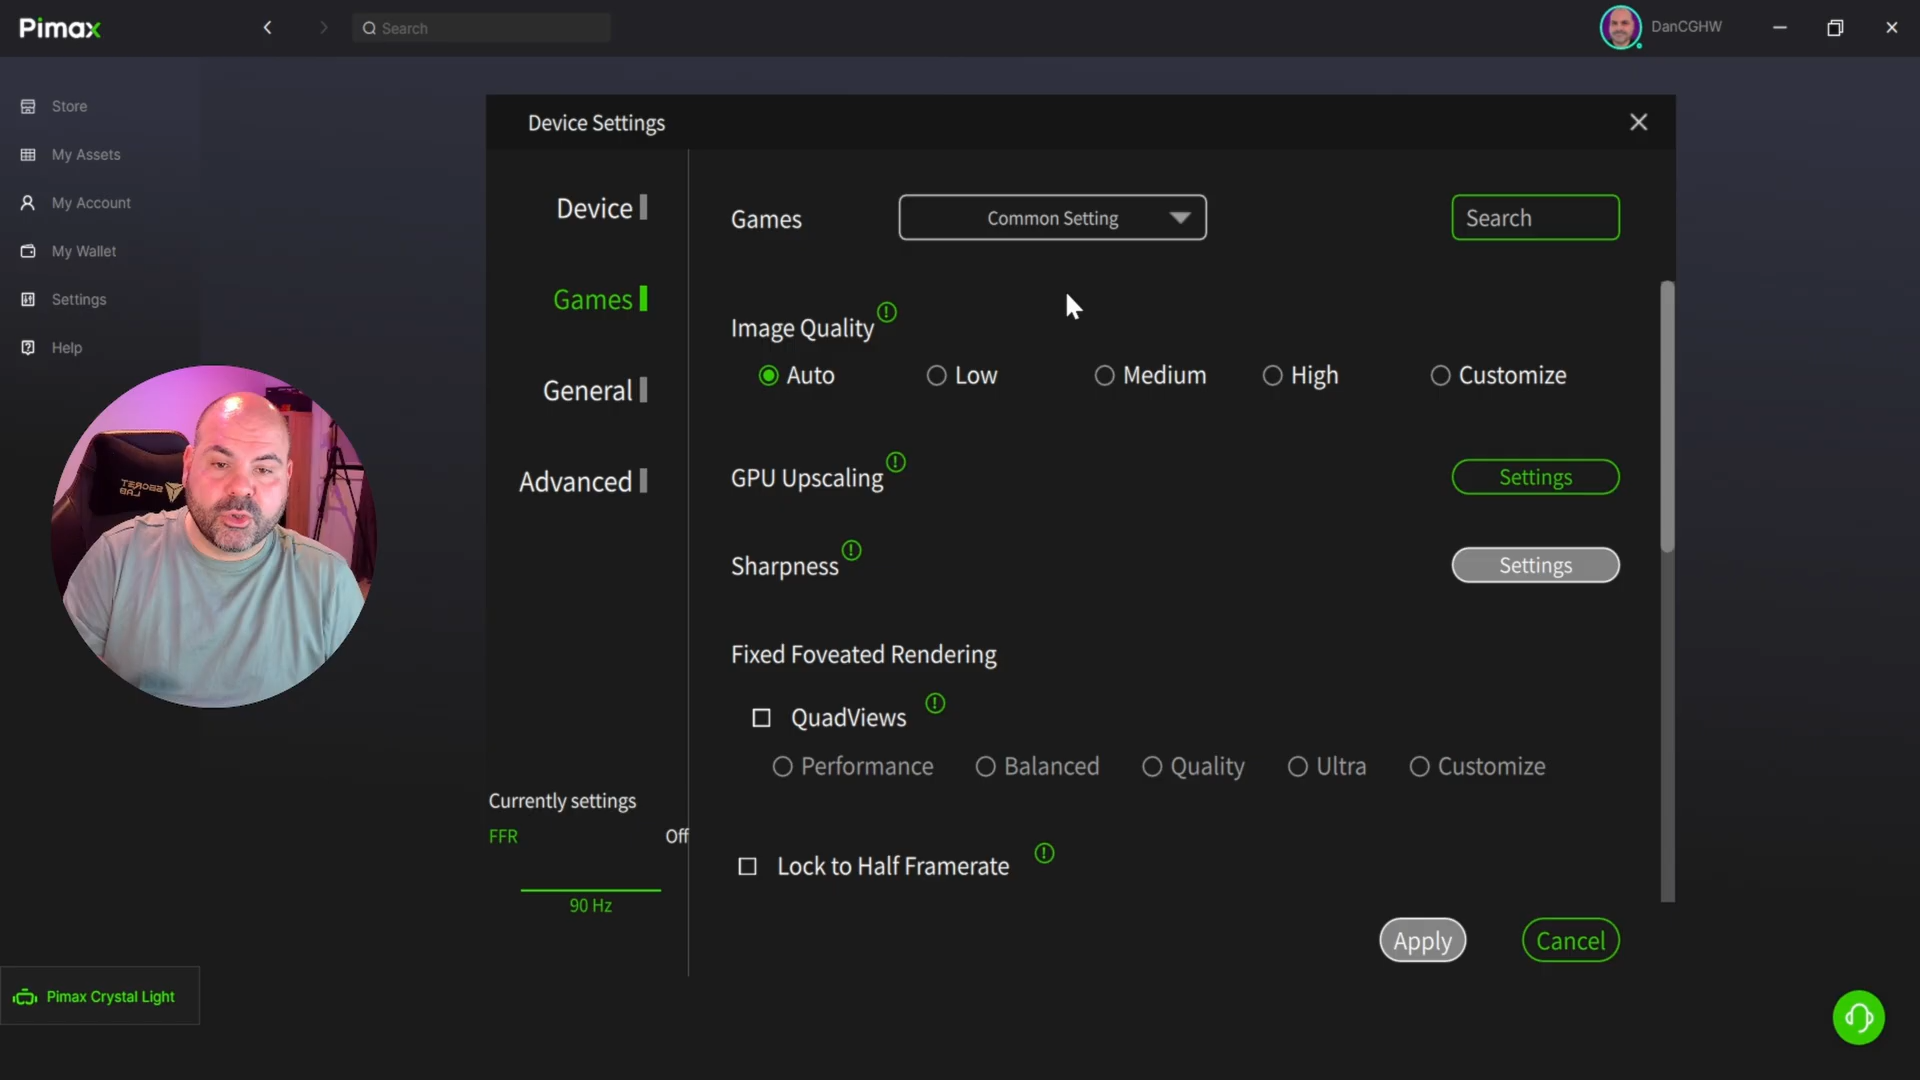 Pimax
Search
DanCGHW
Store
My Assets
My Account
My Wallet
Settings
Help
SECRET
LAB
Device Settings
Device
Games
General
Advanced
Currently settings
FFR Off
90 Hz
Games Common Setting Search
Image Quality
Auto Low Medium High Customize
GPU Upscaling Settings
Sharpness Settings
Fixed Foveated Rendering
QuadViews
Performance Balanced Quality Ultra Customize
Lock to Half Framerate
Apply Cancel
Pimax Crystal Light